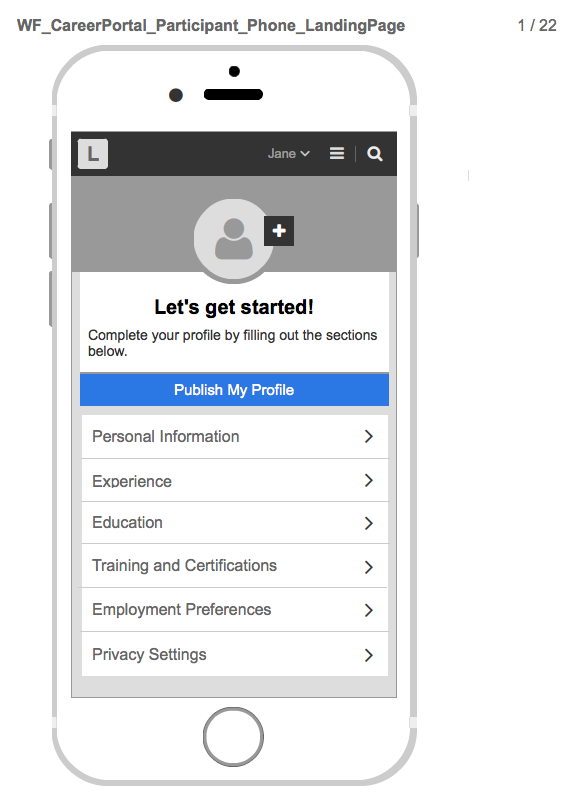 WF_CareerPortal_Participant_Phone_LandingPage 1 / 22
L Jane
Let's get started!
Complete your profile by filling out the sections
below.
Publish My Profile
Personal Information
Experience
Education
Training and Certifications
Employment Preferences
Privacy Settings